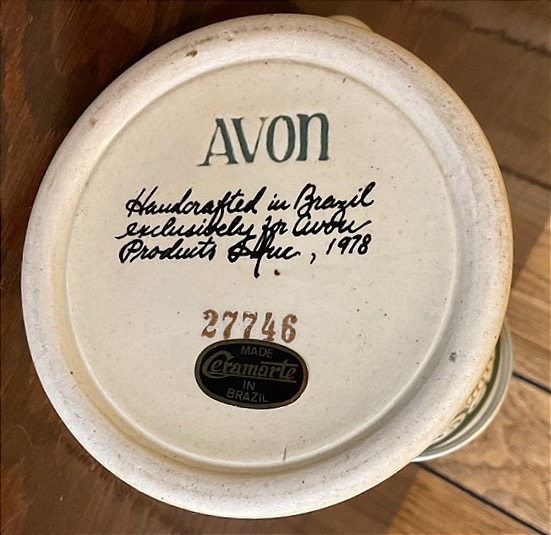 AVON
Handcrafted in Brazil
exclusively for Avon
Products Inc, 1978
27746
MADE
Ceramarte
IN
BRAZIL